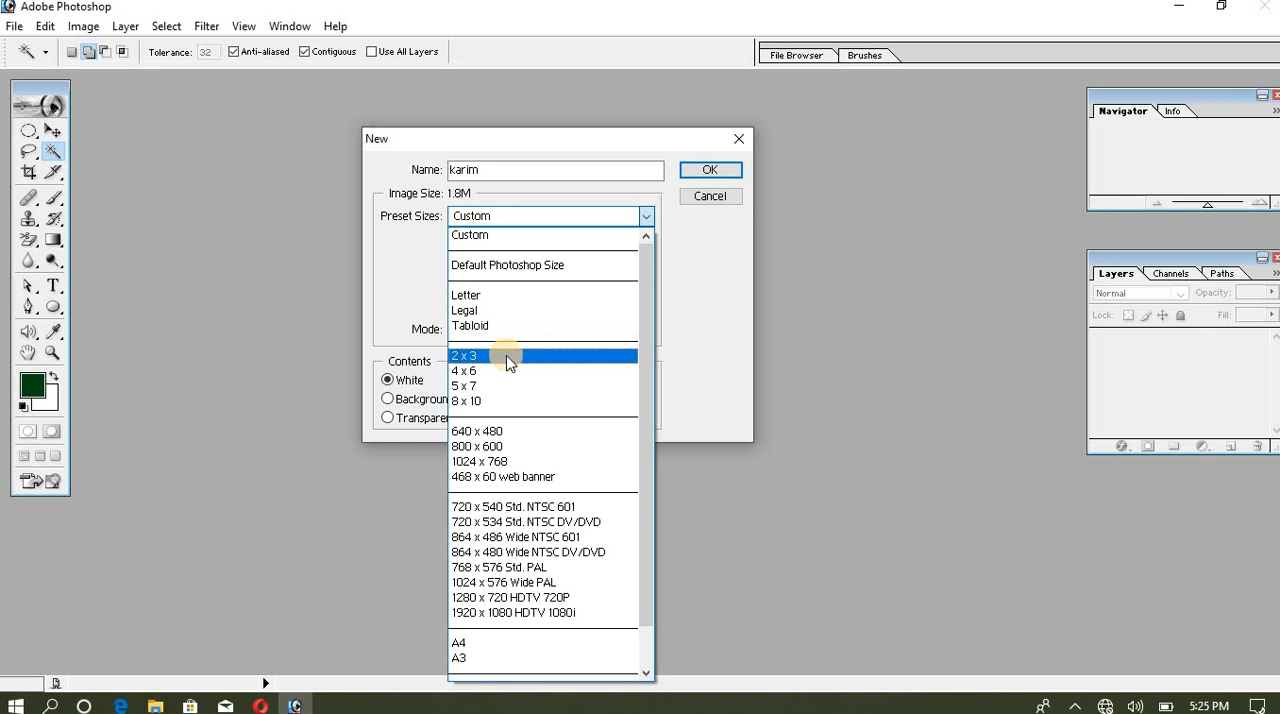 Adobe Photoshop
File Edit Image Layer Select Filter View Window Help
Tolerance: 32 Anti-aliased Contiguous Use All Layers
File Browser Brushes
Navigator Info
New
Name: karim OK
Image Size: 1.8M
Cancel
Preset Sizes: Custom
Custom
Default Photoshop Size
Letter
Legal
Tabloid
Mode:
2 x 3
4 x 6
5 x 7
8 x 10
Contents
White
Backgroun
Transpare
640 x 480
800 x 600
1024 x 768
468 x 60 web banner
720 x 540 Std. NTSC 601
720 x 534 Std. NTSC DV/DVD
864 x 486 Wide NTSC 601
864 x 480 Wide NTSC DV/DVD
768 x 576 Std. PAL
1024 x 576 Wide PAL
1280 x 720 HDTV 720P
1920 x 1080 HDTV 1080i
A4
A3
Layers Channels Paths
Normal Opacity:
Lock: Fill:
T
5:25 PM